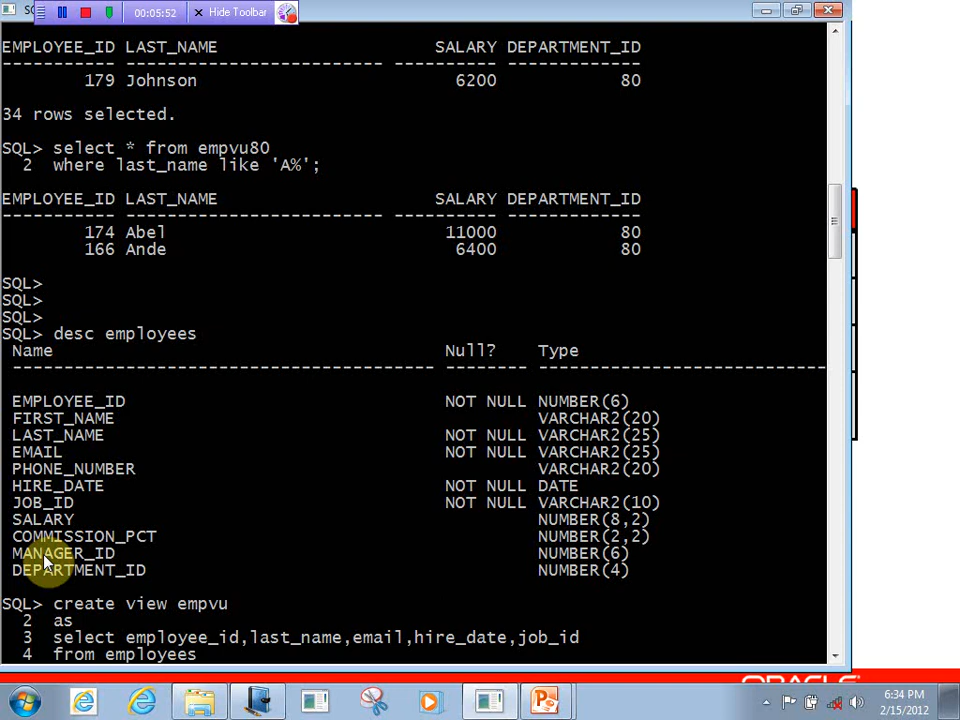 00:05:52 Hide Toolbar
EMPLOYEE_ID LAST_NAME SALARY DEPARTMENT_ID
----------- ------------------------- ---------- -------------
179 Johnson 6200 80
34 rows selected.
SQL> select * from empvu80
2 where last_name like 'A%';
EMPLOYEE_ID LAST_NAME SALARY DEPARTMENT_ID
----------- ------------------------- ---------- -------------
174 Abel 11000 80
166 Ande 6400 80
SQL>
SQL>
SQL>
SQL> desc employees
Name Null? Type
----------------------------------------- -------- ----------------------------
EMPLOYEE_ID NOT NULL NUMBER(6)
FIRST_NAME VARCHAR2(20)
LAST_NAME NOT NULL VARCHAR2(25)
EMAIL NOT NULL VARCHAR2(25)
PHONE_NUMBER VARCHAR2(20)
HIRE_DATE NOT NULL DATE
JOB_ID NOT NULL VARCHAR2(10)
SALARY NUMBER(8,2)
COMMISSION_PCT NUMBER(2,2)
MANAGER_ID NUMBER(6)
DEPARTMENT_ID NUMBER(4)
SQL> create view empvu
2 as
3 select employee_id,last_name,email,hire_date,job_id
4 from employees
ORACLE
6:34 PM
2/15/2012